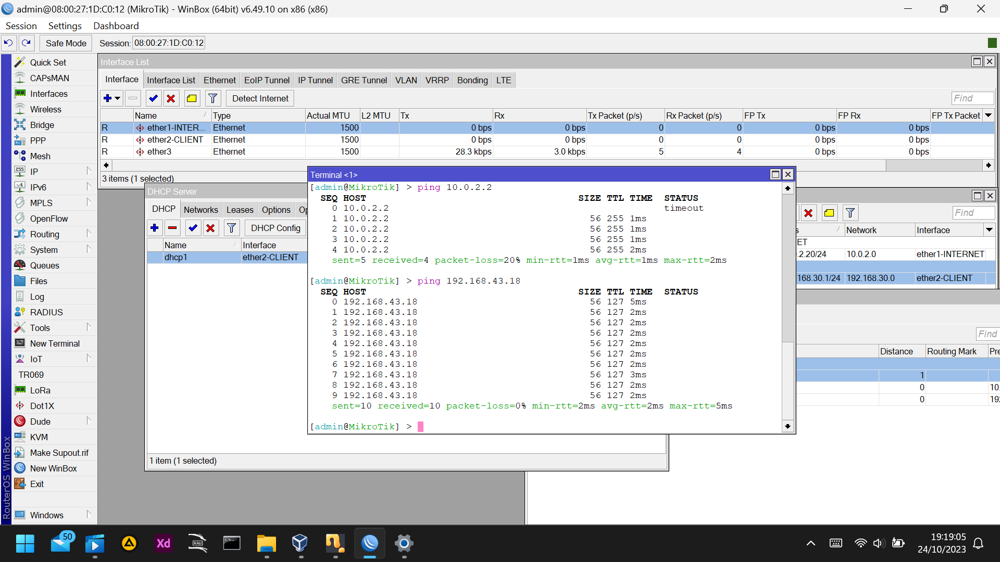 admin@08:00:27:1D:C0:12 (MikroTik) - WinBox (64bit) v6.49.10 on x86 (x86)
Session Settings Dashboard
Safe Mode Session: 08:00:27:1D:C0:12
Quick Set
CAPsMAN
Interfaces
Wireless
Bridge
PPP
Mesh
IP
IPv6
MPLS
OpenFlow
Routing
System
Queues
Files
Log
RADIUS
Tools
New Terminal
IoT
TR069
LoRa
Dot1X
Dude
KVM
Make Supout.rif
New WinBox
Exit
Windows
RouterOS WinBox
Interface List
Interface Interface List Ethernet EoIP Tunnel IP Tunnel GRE Tunnel VLAN VRRP Bonding LTE
Detect Internet Find
Name Type Actual MTU L2 MTU Tx Rx Tx Packet (p/s) Rx Packet (p/s) FP Tx FP Rx FP Tx Packet
R ether1-INTER... Ethernet 1500 0 bps 0 bps 0 0 0 bps 0 bps
R ether2-CLIENT Ethernet 1500 0 bps 0 bps 0 0 0 bps 0 bps
R ether3 Ethernet 1500 28.3 kbps 3.0 kbps 5 4 0 bps 0 bps
3 items (1 selected)
DHCP Server
DHCP Networks Leases Options Op
DHCP Config
Name Interface
dhcp1 ether2-CLIENT
1 item (1 selected)
Terminal <1>
[admin@MikroTik] > ping 10.0.2.2
SEQ HOST SIZE TTL TIME STATUS
0 10.0.2.2 timeout
1 10.0.2.2 56 255 1ms
2 10.0.2.2 56 255 1ms
3 10.0.2.2 56 255 1ms
4 10.0.2.2 56 255 2ms
sent=5 received=4 packet-loss=20% min-rtt=1ms avg-rtt=1ms max-rtt=2ms
[admin@MikroTik] > ping 192.168.43.18
SEQ HOST SIZE TTL TIME STATUS
0 192.168.43.18 56 127 5ms
1 192.168.43.18 56 127 2ms
2 192.168.43.18 56 127 2ms
3 192.168.43.18 56 127 2ms
4 192.168.43.18 56 127 2ms
5 192.168.43.18 56 127 2ms
6 192.168.43.18 56 127 2ms
7 192.168.43.18 56 127 3ms
8 192.168.43.18 56 127 2ms
9 192.168.43.18 56 127 2ms
sent=10 received=10 packet-loss=0% min-rtt=2ms avg-rtt=2ms max-rtt=5ms
[admin@MikroTik] >
Find
s Network Interface
ET
.2.20/24 10.0.2.0 ether1-INTERNET
168.30.1/24 192.168.30.0 ether2-CLIENT
Find
Distance Routing Mark Pre
1
0 10.
0 192
50
Xd
KALI
19:19:05
24/10/2023